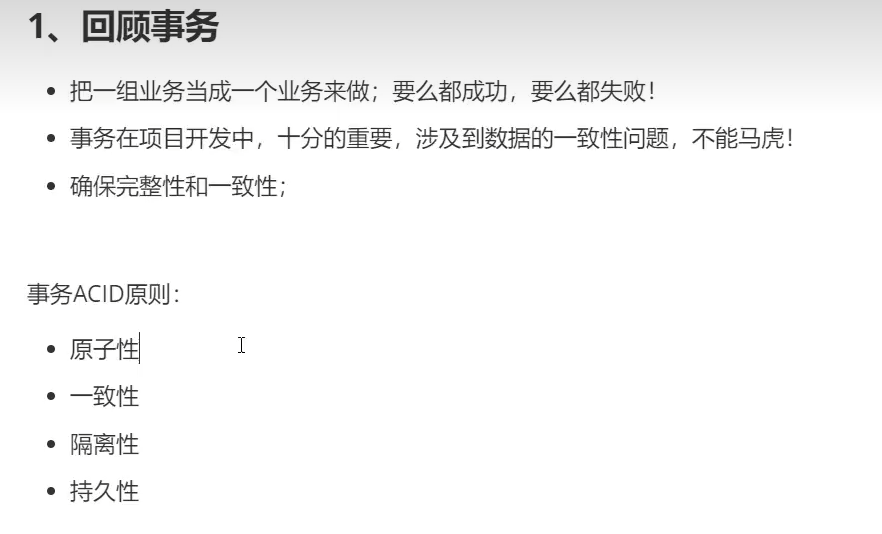 1、回顾事务
把一组业务当成一个业务来做；要么都成功，要么都失败！
事务在项目开发中，十分的重要，涉及到数据的一致性问题，不能马虎！
确保完整性和一致性；
事务ACID原则：
原子性
一致性
隔离性
持久性